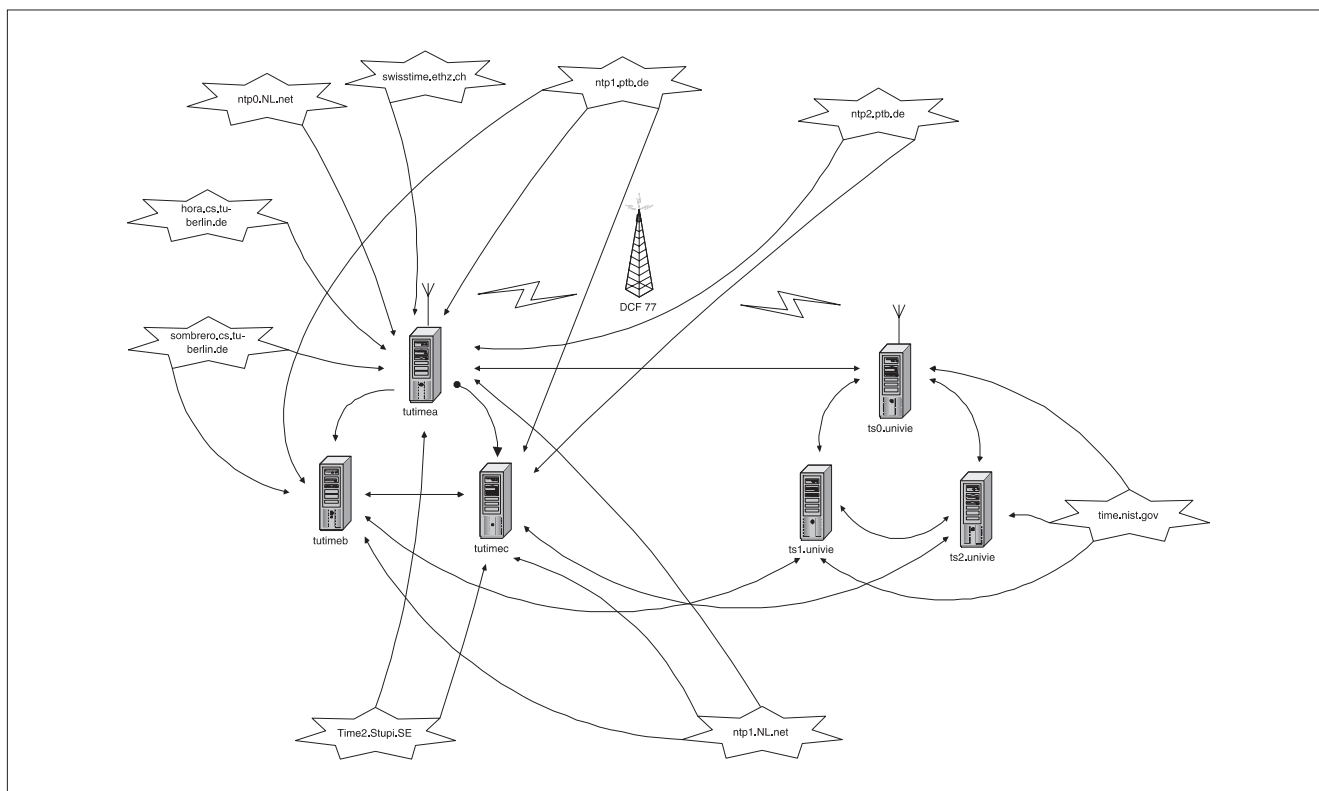 swisstime.ethz.ch
ntp0.NL.net
ntp1.ptb.de
ntp2.ptb.de
hora.cs.tu-
berlin.de
DCF 77
sombrero.cs.tu-
berlin.de
tutimea
ts0.univie
tutimeb
tutimec
ts1.univie
ts2.univie
time.nist.gov
Time2.Stupi.SE
ntp1.NL.net